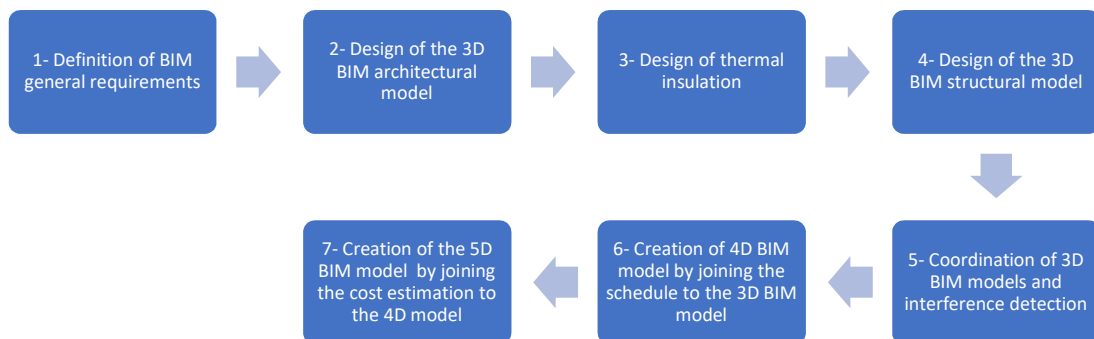 1- Definition of BIM
general requirements
2- Design of the 3D
BIM architectural
model
3- Design of thermal
insulation
4- Design of the 3D
BIM structural model
5- Coordination of 3D
BIM models and
interference detection
6- Creation of 4D BIM
model by joining the
schedule to the 3D BIM
model
7- Creation of the 5D
BIM model  by joining
the cost estimation to
the 4D model